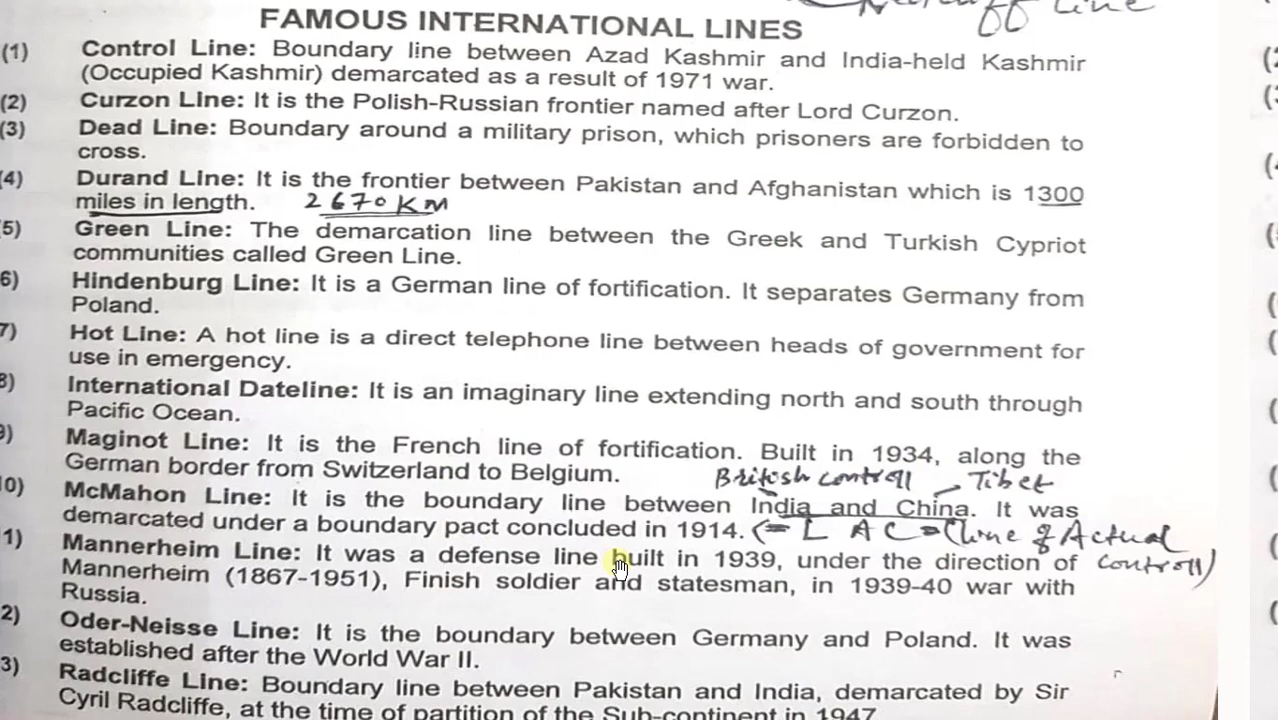 Line
FAMOUS INTERNATIONAL LINES
(1) Control Line: Boundary line between Azad Kashmir and India-held Kashmir
(Occupied Kashmir) demarcated as a result of 1971 war.
(2) Curzon Line: It is the Polish-Russian frontier named after Lord Curzon.
(3) Dead Line: Boundary around a military prison, which prisoners are forbidden to
cross.
(4) Durand Line: It is the frontier between Pakistan and Afghanistan which is 1300
miles in length. 2670 KM
5) Green Line: The demarcation line between the Greek and Turkish Cypriot
communities called Green Line.
6) Hindenburg Line: It is a German line of fortification. It separates Germany from
Poland.
7) Hot Line: A hot line is a direct telephone line between heads of government for
use in emergency.
8) International Dateline: It is an imaginary line extending north and south through
Pacific Ocean.
9) Maginot Line: It is the French line of fortification. Built in 1934, along the
German border from Switzerland to Belgium.
British controll Tibet
10) McMahon Line: It is the boundary line between India and China. It was
demarcated under a boundary pact concluded in 1914. (= L A C = (line of Actual
controll)
1) Mannerheim Line: It was a defense line built in 1939, under the direction of
Mannerheim (1867-1951), Finish soldier and statesman, in 1939-40 war with
Russia.
2) Oder-Neisse Line: It is the boundary between Germany and Poland. It was
established after the World War II.
3) Radcliffe Line: Boundary line between Pakistan and India, demarcated by Sir
Cyril Radcliffe, at the time of partition of the Sub-continent in 1947